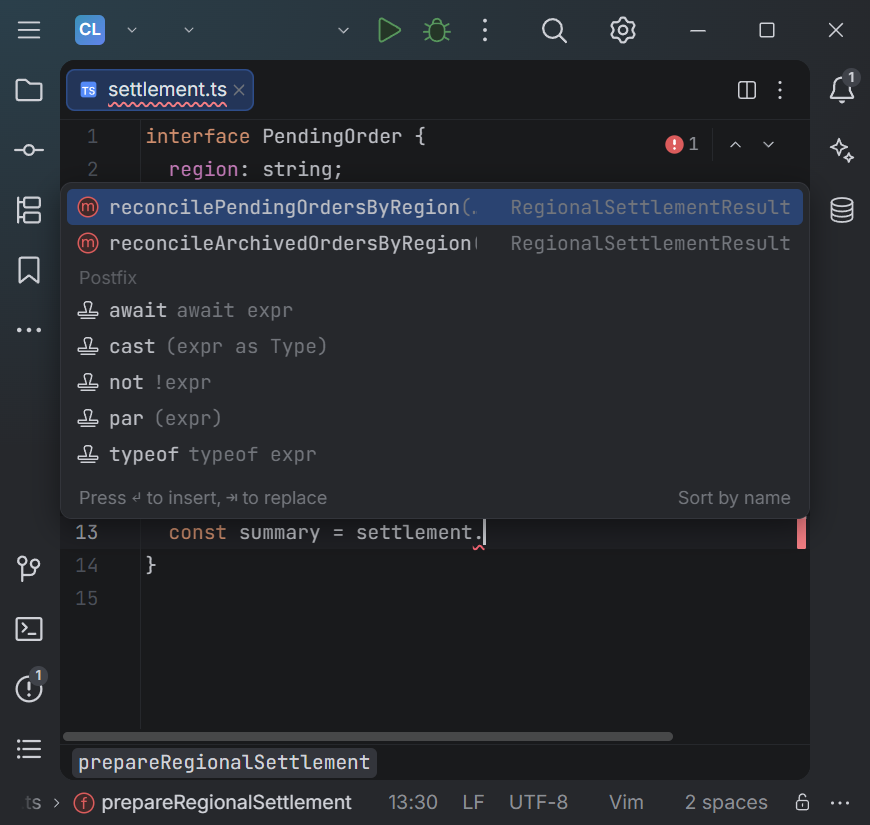 CL
settlement.ts
1
1 interface PendingOrder {
1
2 region: string;
reconcilePendingOrdersByRegion(. RegionalSettlementResult
reconcileArchivedOrdersByRegion( RegionalSettlementResult
Postfix
await await expr
cast (expr as Type)
not !expr
par (expr)
typeof typeof expr
Press ↵ to insert, ⇥ to replace Sort by name
13 const summary = settlement.
14 }
15
1
prepareRegionalSettlement
.ts › prepareRegionalSettlement 13:30 LF UTF-8 Vim 2 spaces